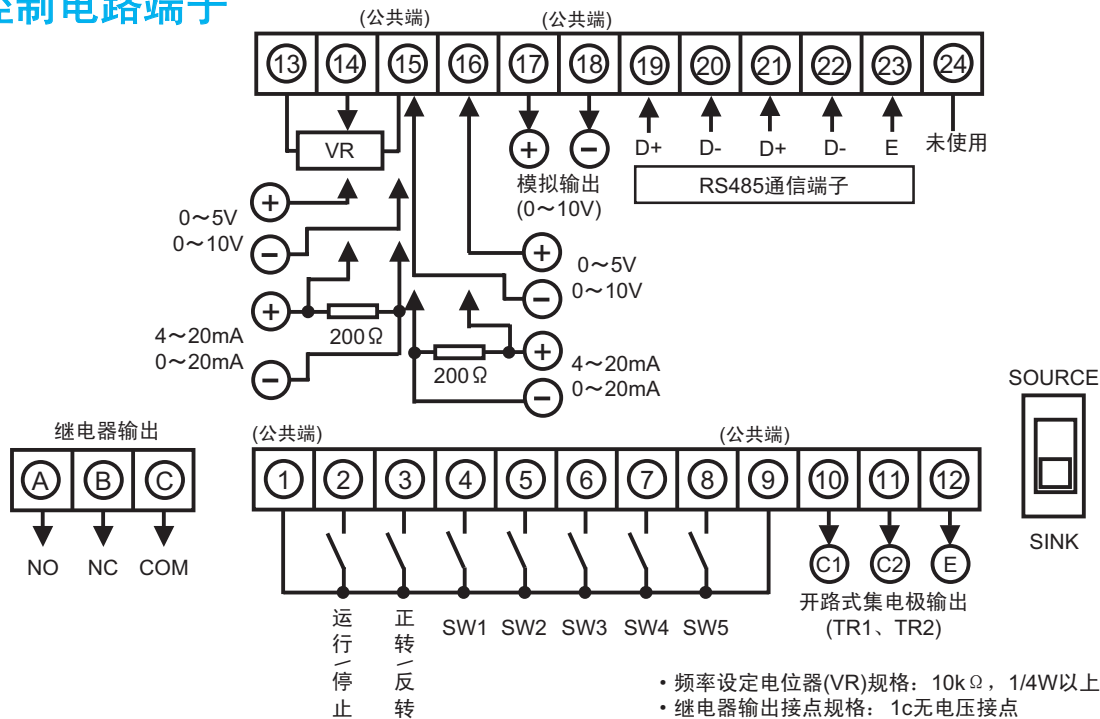 控制电路端子
(公共端) (公共端)
13 14 15 16 17 18 19 20 21 22 23 24
VR
+ − D+ D- D+ D- E 未使用
模拟输出
(0～10V)
RS485通信端子
+
0～5V
0～10V
−
+
0～5V
0～10V
−
+
200Ω
4～20mA
0～20mA
−
200Ω
+
4～20mA
0～20mA
−
SOURCE
SINK
继电器输出
A B C
NO NC COM
(公共端) (公共端)
1 2 3 4 5 6 7 8 9 10 11 12
C1 C2 E
开路式集电极输出
(TR1、TR2)
运行/停止
正转/反转
SW1 SW2 SW3 SW4 SW5
・频率设定电位器(VR)规格：10kΩ，1/4W以上
・继电器输出接点规格：1c无电压接点